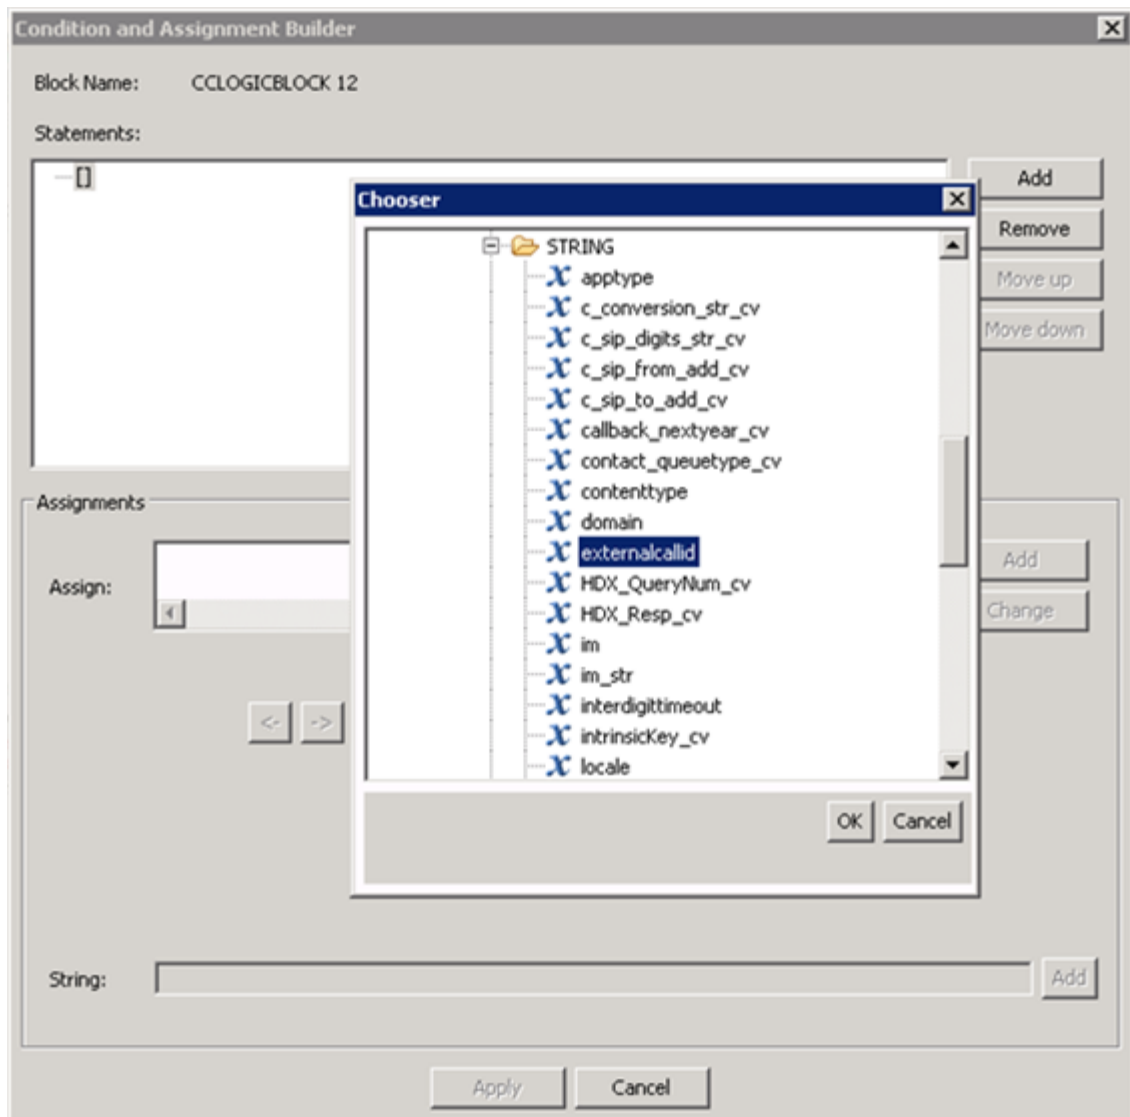 Condition and Assignment Builder
Block Name: CCLOGICBLOCK 12
Statements:
[]
Add
Remove
Move up
Move down
Chooser
STRING
apptype
c_conversion_str_cv
c_sip_digits_str_cv
c_sip_from_add_cv
c_sip_to_add_cv
callback_nextyear_cv
contact_queuetype_cv
contenttype
domain
externalcallid
HDX_QueryNum_cv
HDX_Resp_cv
im
im_str
interdigittimeout
intrinsicKey_cv
locale
OK Cancel
Assignments
Assign:
Add
Change
<- ->
String: Add
Apply Cancel